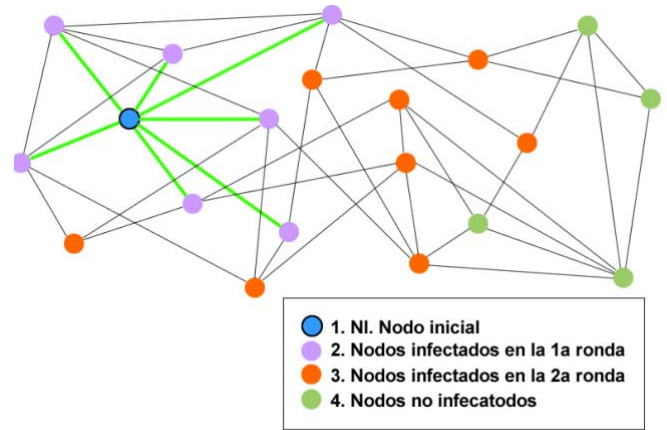 1. NI. Nodo inicial
2. Nodos infectados en la 1a ronda
3. Nodos infectados en la 2a ronda
4. Nodos no infecatodos